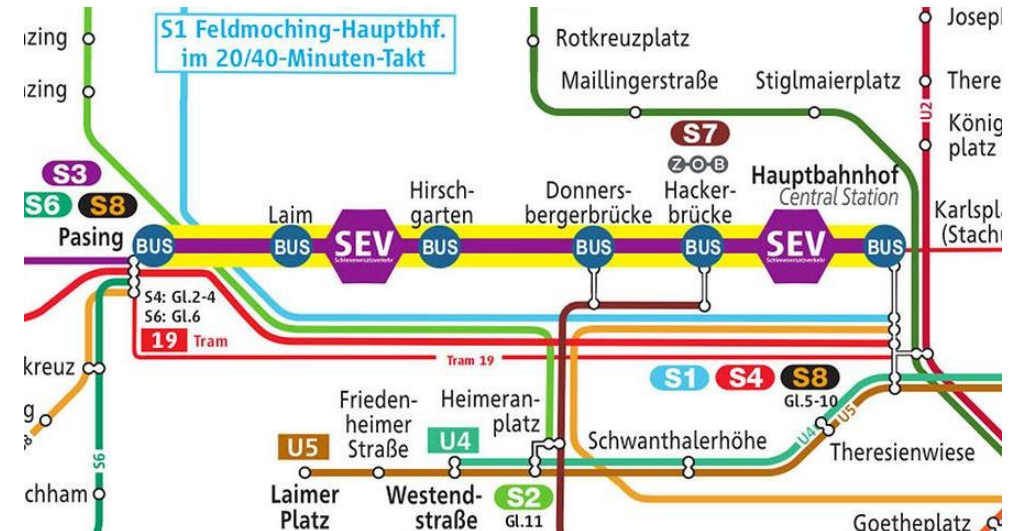 S1 Feldmoching-Hauptbhf.
im 20/40-Minuten-Takt
zing
zing
Rotkreuzplatz
Maillingerstraße
Stiglmaierplatz
Josep
There
U2
König
platz
S7
Z-O-B
S3
S6
S8
Pasing
Laim
Hirsch-
garten
Donners-
bergerbrücke
Hacker-
brücke
Hauptbahnhof
Central Station
Karlspl
(Stach
BUS
BUS
SEV
Schienenersatzverkehr
BUS
BUS
BUS
SEV
Schienenersatzverkehr
BUS
S4: Gl.2-4
S6: Gl.6
19 Tram
Tram 19
kreuz
g
S1
S4
S8
Gl.5-10
Frieden-
heimer
Straße
Heimeran-
platz
U5
U4
Schwanthalerhöhe
U4
U5
Theresienwiese
S6
chham
Laimer
Platz
Westend-
straße
S2
Gl.11
Goetheplatz